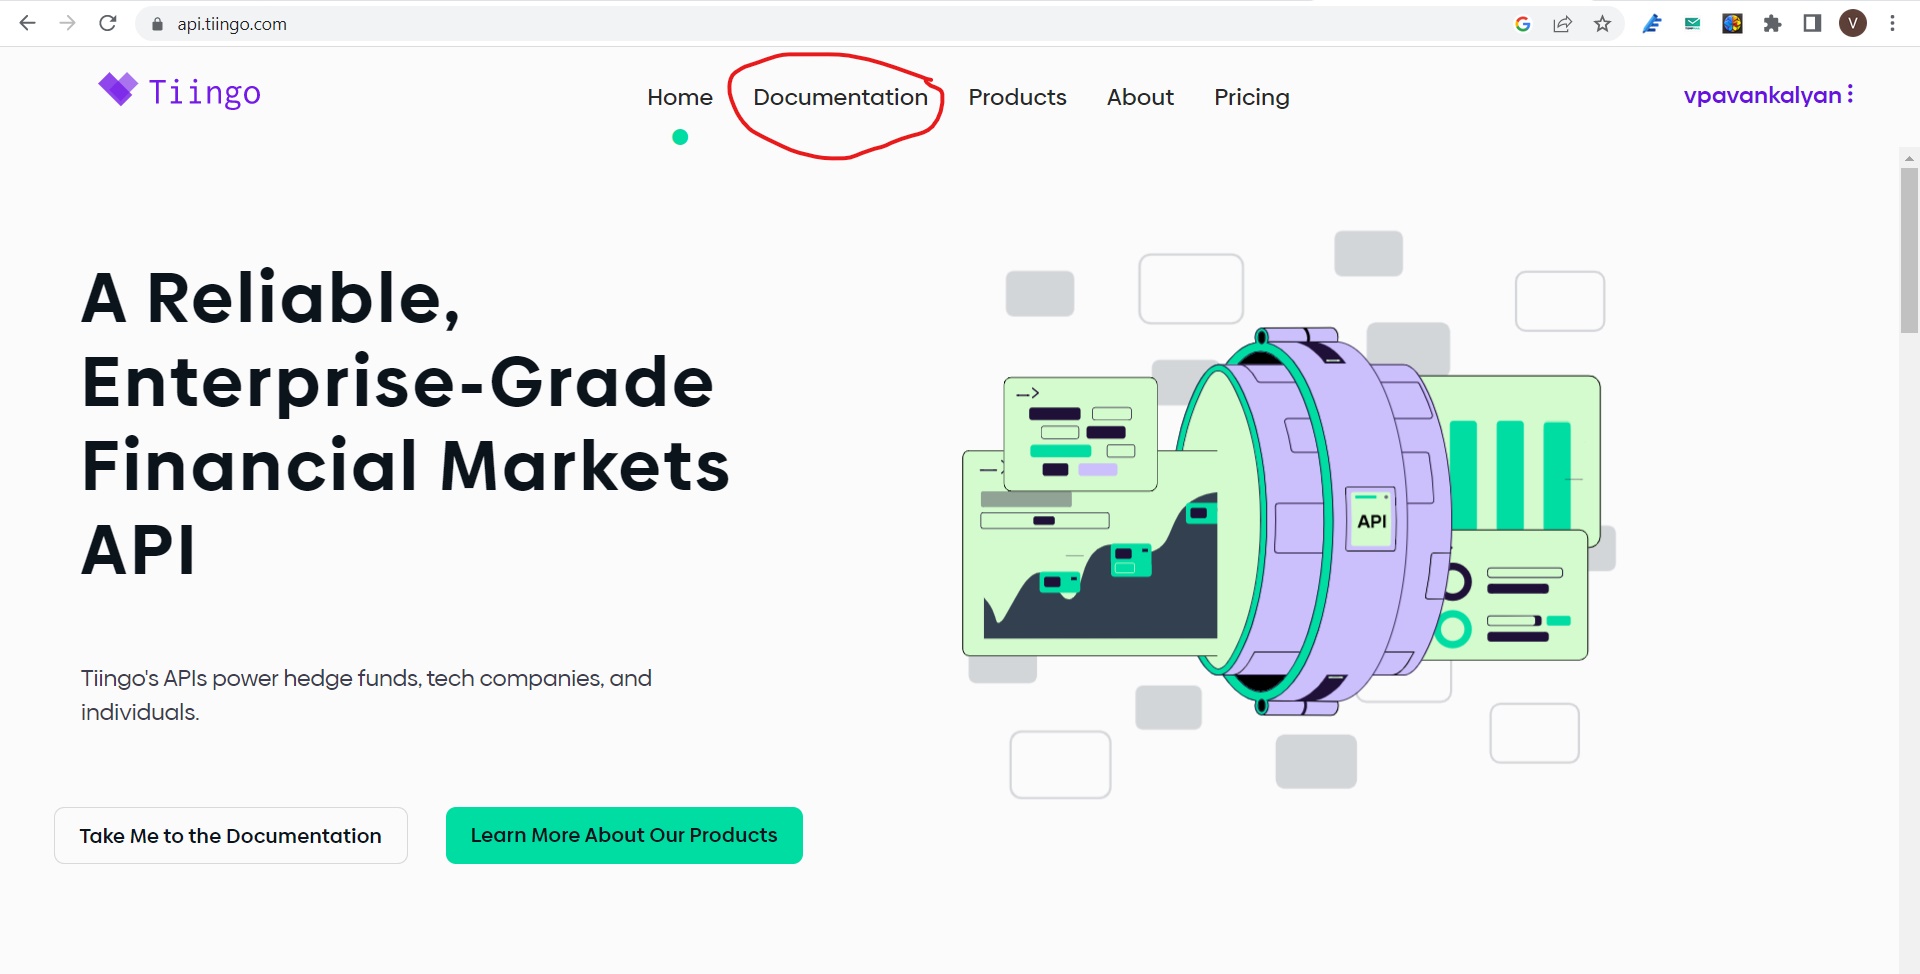 api.tiingo.com
V
Tiingo
Home
Documentation
Products
About
Pricing
vpavankalyan
A Reliable,
Enterprise-Grade
Financial Markets
API
API
Tiingo's APIs power hedge funds, tech companies, and
individuals.
Take Me to the Documentation
Learn More About Our Products